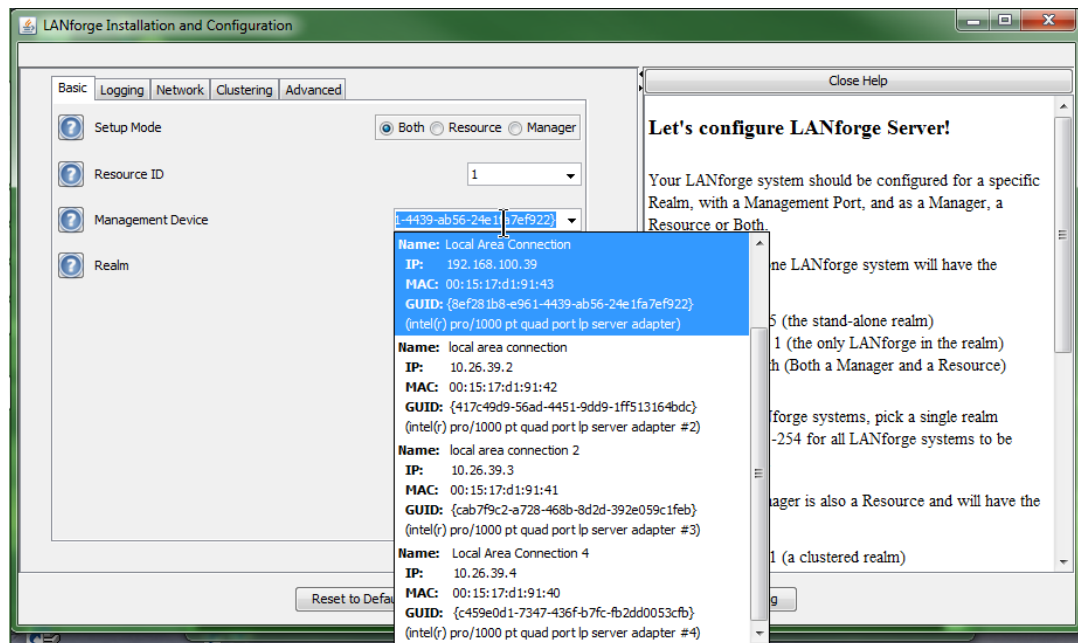 LANforge Installation and Configuration
Basic Logging Network Clustering Advanced
Setup Mode
Both Resource Manager
Resource ID
1
Management Device
1-4439-ab56-24e1fa7ef922}
Realm
Name: Local Area Connection
IP: 192.168.100.39
MAC: 00:15:17:d1:91:43
GUID: {8ef281b8-e961-4439-ab56-24e1fa7ef922}
(intel(r) pro/1000 pt quad port lp server adapter)
Name: local area connection
IP: 10.26.39.2
MAC: 00:15:17:d1:91:42
GUID: {417c49d9-56ad-4451-9dd9-1ff513164bdc}
(intel(r) pro/1000 pt quad port lp server adapter #2)
Name: local area connection 2
IP: 10.26.39.3
MAC: 00:15:17:d1:91:41
GUID: {cab7f9c2-a728-468b-8d2d-392e059c1feb}
(intel(r) pro/1000 pt quad port lp server adapter #3)
Name: Local Area Connection 4
IP: 10.26.39.4
MAC: 00:15:17:d1:91:40
GUID: {c459e0d1-7347-436f-b7fc-fb2dd0053cfb}
(intel(r) pro/1000 pt quad port lp server adapter #4)
Reset to Defau
g
Close Help
Let's configure LANforge Server!
Your LANforge system should be configured for a specific
Realm, with a Management Port, and as a Manager, a
Resource or Both.
ne LANforge system will have the
5 (the stand-alone realm)
1 (the only LANforge in the realm)
h (Both a Manager and a Resource)
forge systems, pick a single realm
-254 for all LANforge systems to be
ager is also a Resource and will have the
1 (a clustered realm)